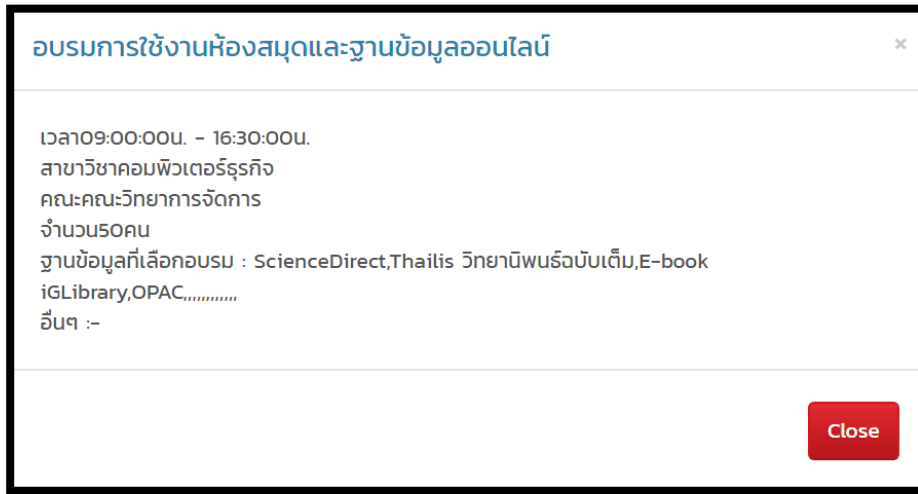 อบรมการใช้งานห้องสมุดและฐานข้อมูลออนไลน์ ×
เวลา09:00:00น. - 16:30:00น.
สาขาวิชาคอมพิวเตอร์ธุรกิจ
คณะคณะวิทยาการจัดการ
จำนวน50คน
ฐานข้อมูลที่เลือกอบรม : ScienceDirect,Thailis วิทยานิพนธ์ฉบับเต็ม,E-book
iGLibrary,OPAC,,,,,,,,,,,,
อื่นๆ :-
Close